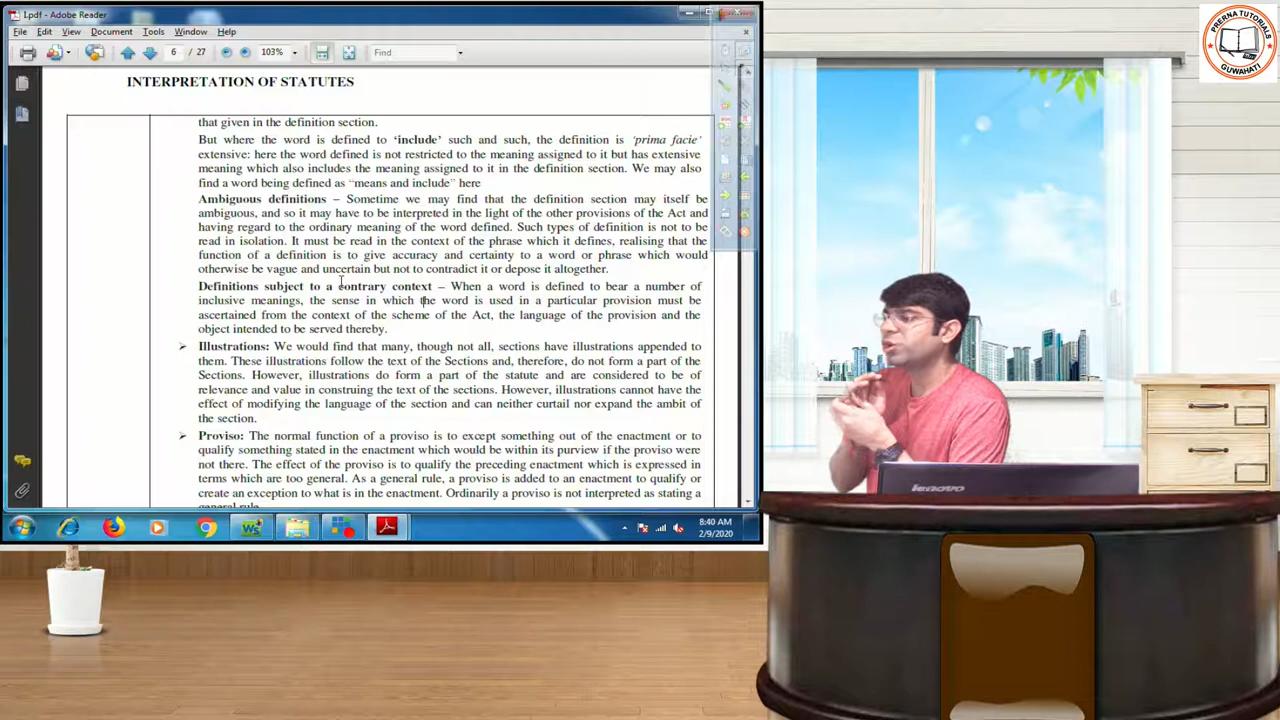 I.pdf - Adobe Reader
File Edit View Document Tools Window Help
6 / 27 103% Find
INTERPRETATION OF STATUTES
that given in the definition section.
But where the word is defined to ‘include’ such and such, the definition is ‘prima facie’
extensive: here the word defined is not restricted to the meaning assigned to it but has extensive
meaning which also includes the meaning assigned to it in the definition section. We may also
find a word being defined as “means and include” here
Ambiguous definitions – Sometime we may find that the definition section may itself be
ambiguous, and so it may have to be interpreted in the light of the other provisions of the Act and
having regard to the ordinary meaning of the word defined. Such types of definition is not to be
read in isolation. It must be read in the context of the phrase which it defines, realising that the
function of a definition is to give accuracy and certainty to a word or phrase which would
otherwise be vague and uncertain but not to contradict it or depose it altogether.
Definitions subject to a contrary context – When a word is defined to bear a number of
inclusive meanings, the sense in which the word is used in a particular provision must be
ascertained from the context of the scheme of the Act, the language of the provision and the
object intended to be served thereby.
➢ Illustrations: We would find that many, though not all, sections have illustrations appended to
them. These illustrations follow the text of the Sections and, therefore, do not form a part of the
Sections. However, illustrations do form a part of the statute and are considered to be of
relevance and value in construing the text of the sections. However, illustrations cannot have the
effect of modifying the language of the section and can neither curtail nor expand the ambit of
the section.
➢ Proviso: The normal function of a proviso is to except something out of the enactment or to
qualify something stated in the enactment which would be within its purview if the proviso were
not there. The effect of the proviso is to qualify the preceding enactment which is expressed in
terms which are too general. As a general rule, a proviso is added to an enactment to qualify or
create an exception to what is in the enactment. Ordinarily a proviso is not interpreted as stating a
general rule.
8:40 AM
2/9/2020
PRERNA TUTORIALS
GUWAHATI
lenovo